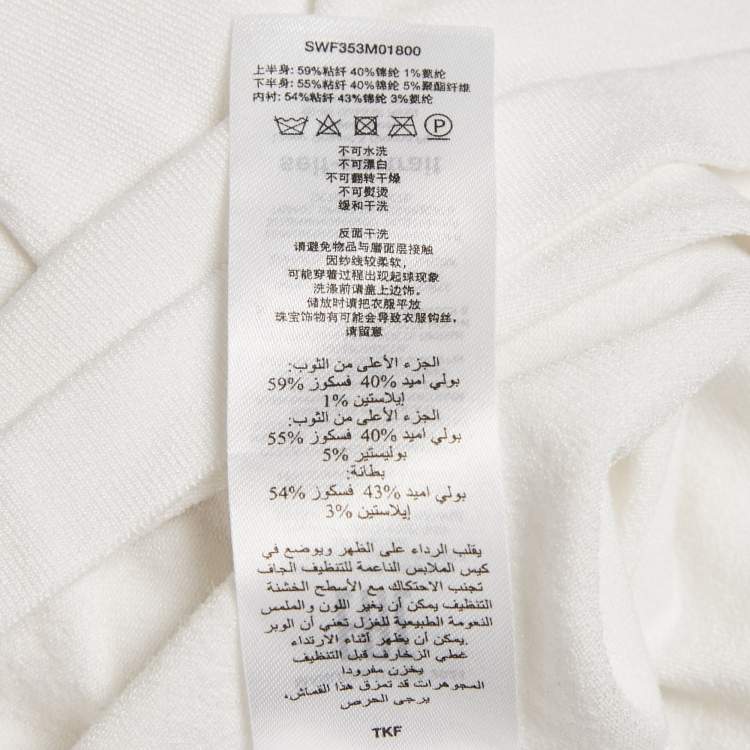 SWF353M01800
上半身: 59%粘纤 40%锦纶 1%氨纶
下半身: 55%粘纤 40%锦纶 5%聚酯纤维
内衬: 54%粘纤 43%锦纶 3%氨纶
P
不可水洗
不可漂白
不可翻转干燥
不可熨烫
缓和干洗
反面干洗
请避免物品与磨面层接触
因纱线较柔软,
可能穿着过程出现起球现象
洗涤前请盖上边饰。
储放时请把衣服平放
珠宝饰物有可能会导致衣服钩丝。
请留意
الجزء الأعلى من الثوب:
بولي اميد 40% فسكوز 59%
إيلاستين 1%
الجزء الأعلى من الثوب:
بولي اميد 40% فسكوز 55%
بوليستير 5%
بطانة:
بولي اميد 43% فسكوز 54%
إيلاستين 3%
يقلب الرداء على الظهر ويوضع في
كيس الملابس الناعمة للتنظيف الجاف
تجنب الاحتكاك مع الأسطح الخشنة
التنظيف يمكن أن يغير اللون والملمس
النعومة الطبيعية للغزل تعني أن الوبر
يمكن أن يظهر أثناء الارتداء.
غطي الزخارف قبل التنظيف
يخزن مفرودا
المجوهرات قد تمزق هذا القماش،
يرجى الحرص
TKF